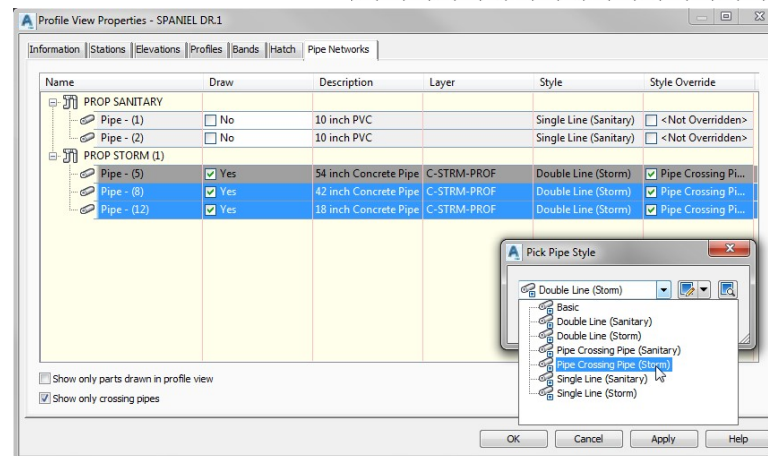 Profile View Properties - SPANIEL DR.1
Information Stations Elevations Profiles Bands Hatch Pipe Networks
Name Draw Description Layer Style Style Override
PROP SANITARY
Pipe - (1) No 10 inch PVC Single Line (Sanitary) <Not Overridden>
Pipe - (2) No 10 inch PVC Single Line (Sanitary) <Not Overridden>
PROP STORM (1)
Pipe - (5) Yes 54 inch Concrete Pipe C-STRM-PROF Double Line (Storm) Pipe Crossing Pi...
Pipe - (8) Yes 42 inch Concrete Pipe C-STRM-PROF Double Line (Storm) Pipe Crossing Pi...
Pipe - (12) Yes 18 inch Concrete Pipe C-STRM-PROF Double Line (Storm) Pipe Crossing Pi...
Pick Pipe Style
Double Line (Storm)
Basic
Double Line (Sanitary)
Double Line (Storm)
Pipe Crossing Pipe (Sanitary)
Pipe Crossing Pipe (Storm)
Single Line (Sanitary)
Single Line (Storm)
Show only parts drawn in profile view
Show only crossing pipes
OK Cancel Apply Help